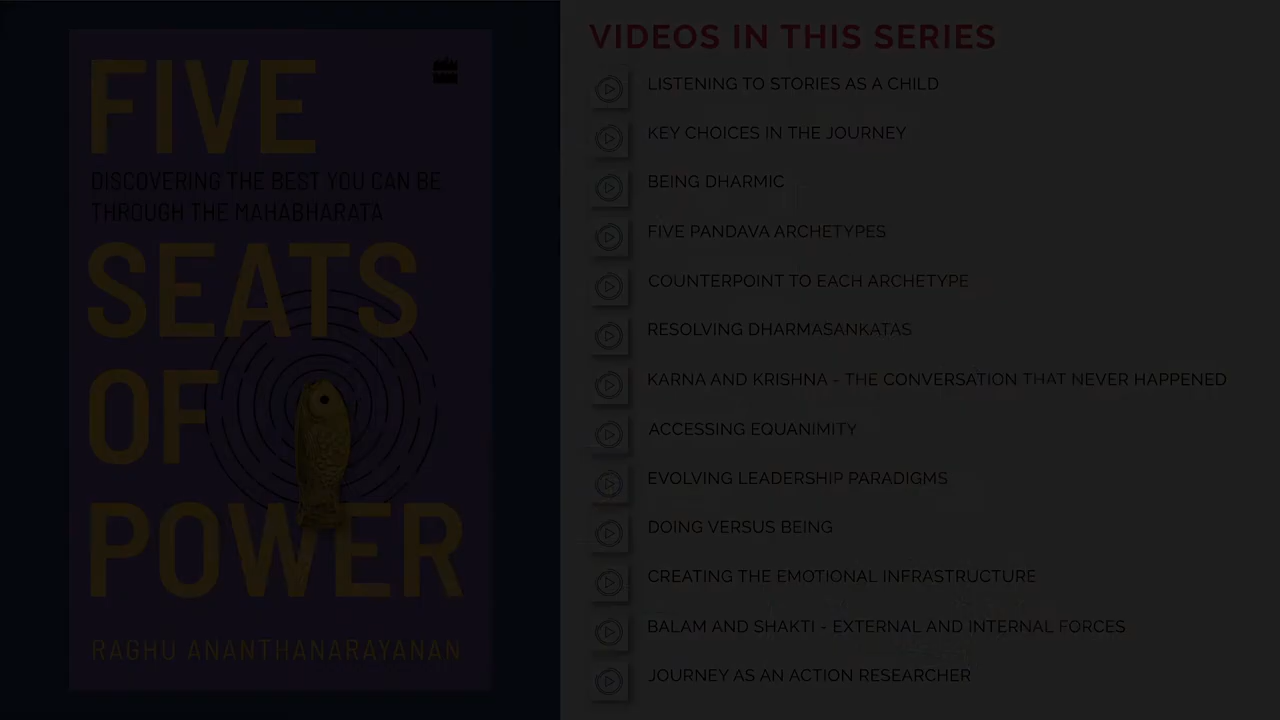 FIVE
DISCOVERING THE BEST YOU CAN BE
THROUGH THE MAHABHARATA
SEATS
OF
POWER
RAGHU ANANTHANARAYANAN
VIDEOS IN THIS SERIES
LISTENING TO STORIES AS A CHILD
KEY CHOICES IN THE JOURNEY
BEING DHARMIC
FIVE PANDAVA ARCHETYPES
COUNTERPOINT TO EACH ARCHETYPE
RESOLVING DHARMASANKATAS
KARNA AND KRISHNA - THE CONVERSATION THAT NEVER HAPPENED
ACCESSING EQUANIMITY
EVOLVING LEADERSHIP PARADIGMS
DOING VERSUS BEING
CREATING THE EMOTIONAL INFRASTRUCTURE
BALAM AND SHAKTI - EXTERNAL AND INTERNAL FORCES
JOURNEY AS AN ACTION RESEARCHER